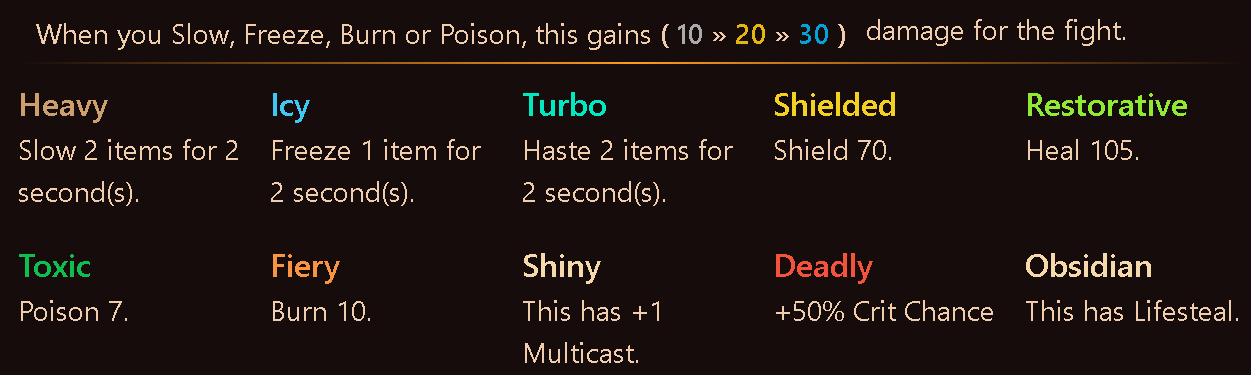 When you Slow, Freeze, Burn or Poison, this gains ( 10 » 20 » 30 ) damage for the fight.
Heavy
Slow 2 items for 2
second(s).
Icy
Freeze 1 item for
2 second(s).
Turbo
Haste 2 items for
2 second(s).
Shielded
Shield 70.
Restorative
Heal 105.
Toxic
Poison 7.
Fiery
Burn 10.
Shiny
This has +1
Multicast.
Deadly
+50% Crit Chance
Obsidian
This has Lifesteal.